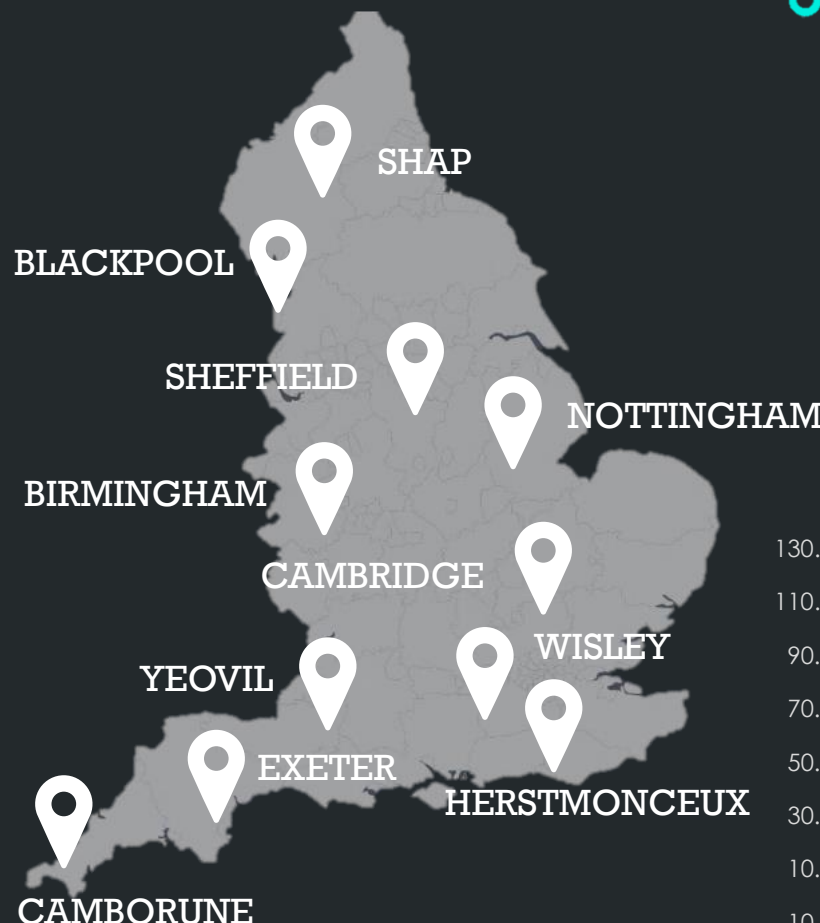 SHAP
BLACKPOOL
SHEFFIELD
NOTTINGHAM
BIRMINGHAM
130.
CAMBRIDGE
110.
WISLEY
90.
YEOVIL
70.
50.
EXETER
HERSTMONCEUX
30.
10.
CAMBORUNE